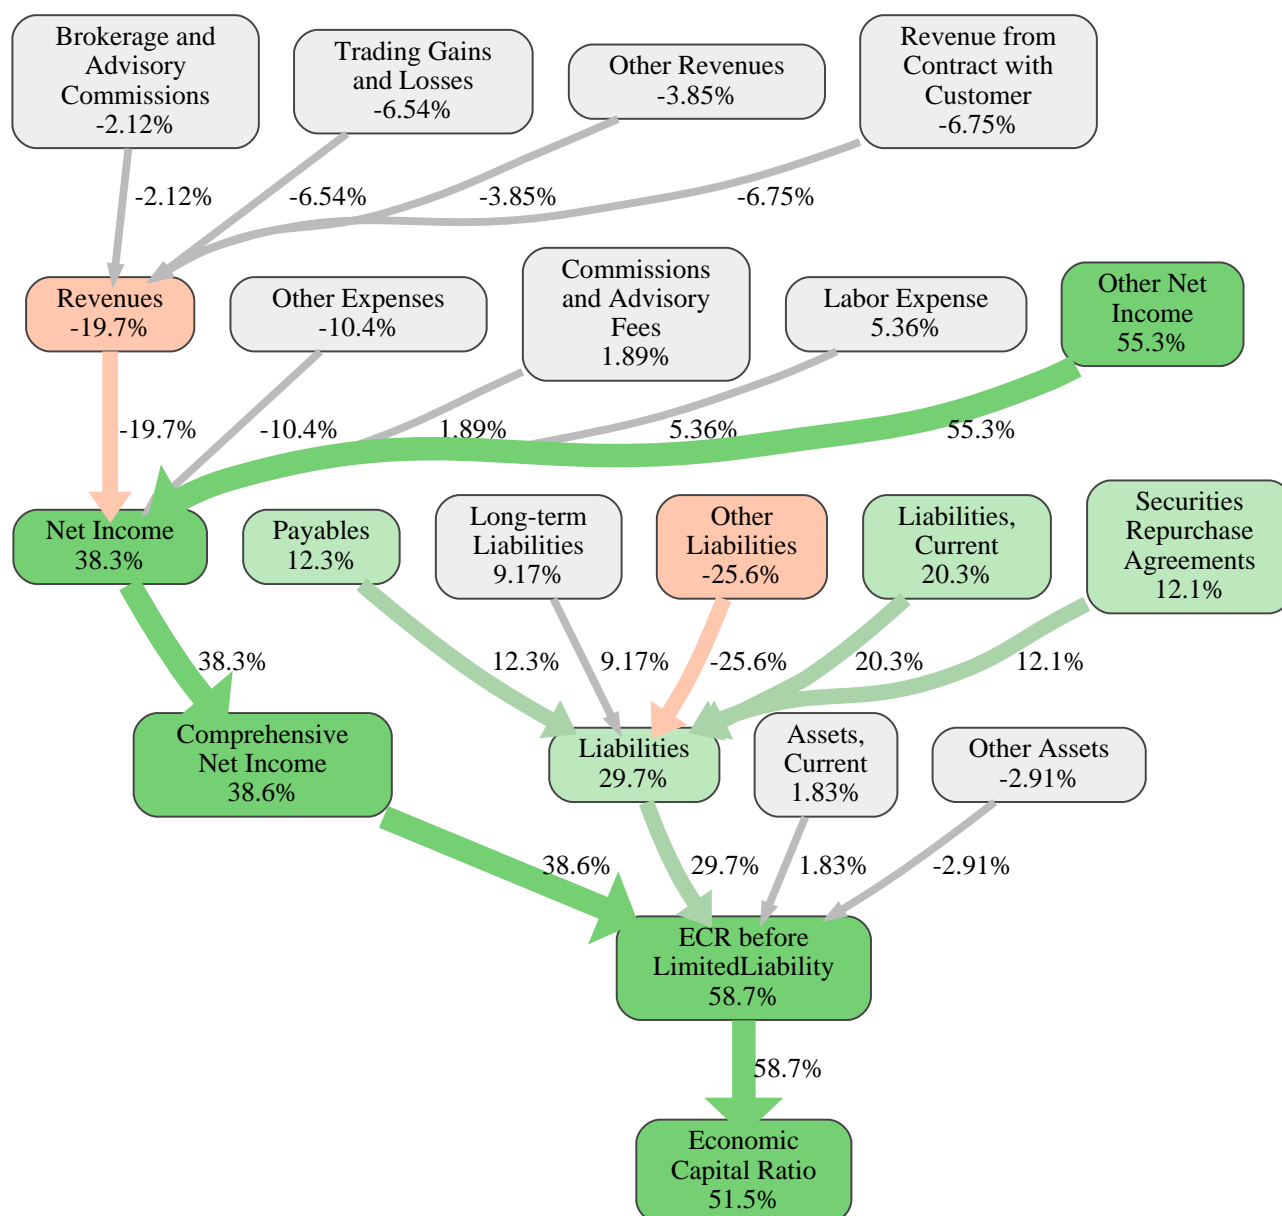 Brokerage and
Advisory
Commissions
-2.12%
Trading Gains
and Losses
-6.54%
Other Revenues
-3.85%
Revenue from
Contract with
Customer
-6.75%
-2.12%
-6.54%
-3.85%
-6.75%
Revenues
-19.7%
Other Expenses
-10.4%
Commissions
and Advisory
Fees
1.89%
Labor Expense
5.36%
Other Net
Income
55.3%
-19.7%
-10.4%
1.89%
5.36%
55.3%
Net Income
38.3%
Payables
12.3%
Long-term
Liabilities
9.17%
Other
Liabilities
-25.6%
Liabilities,
Current
20.3%
Securities
Repurchase
Agreements
12.1%
38.3%
12.3%
9.17%
-25.6%
20.3%
12.1%
Comprehensive
Net Income
38.6%
Liabilities
29.7%
Assets,
Current
1.83%
Other Assets
-2.91%
38.6%
29.7%
1.83%
-2.91%
ECR before
LimitedLiability
58.7%
58.7%
Economic
Capital Ratio
51.5%